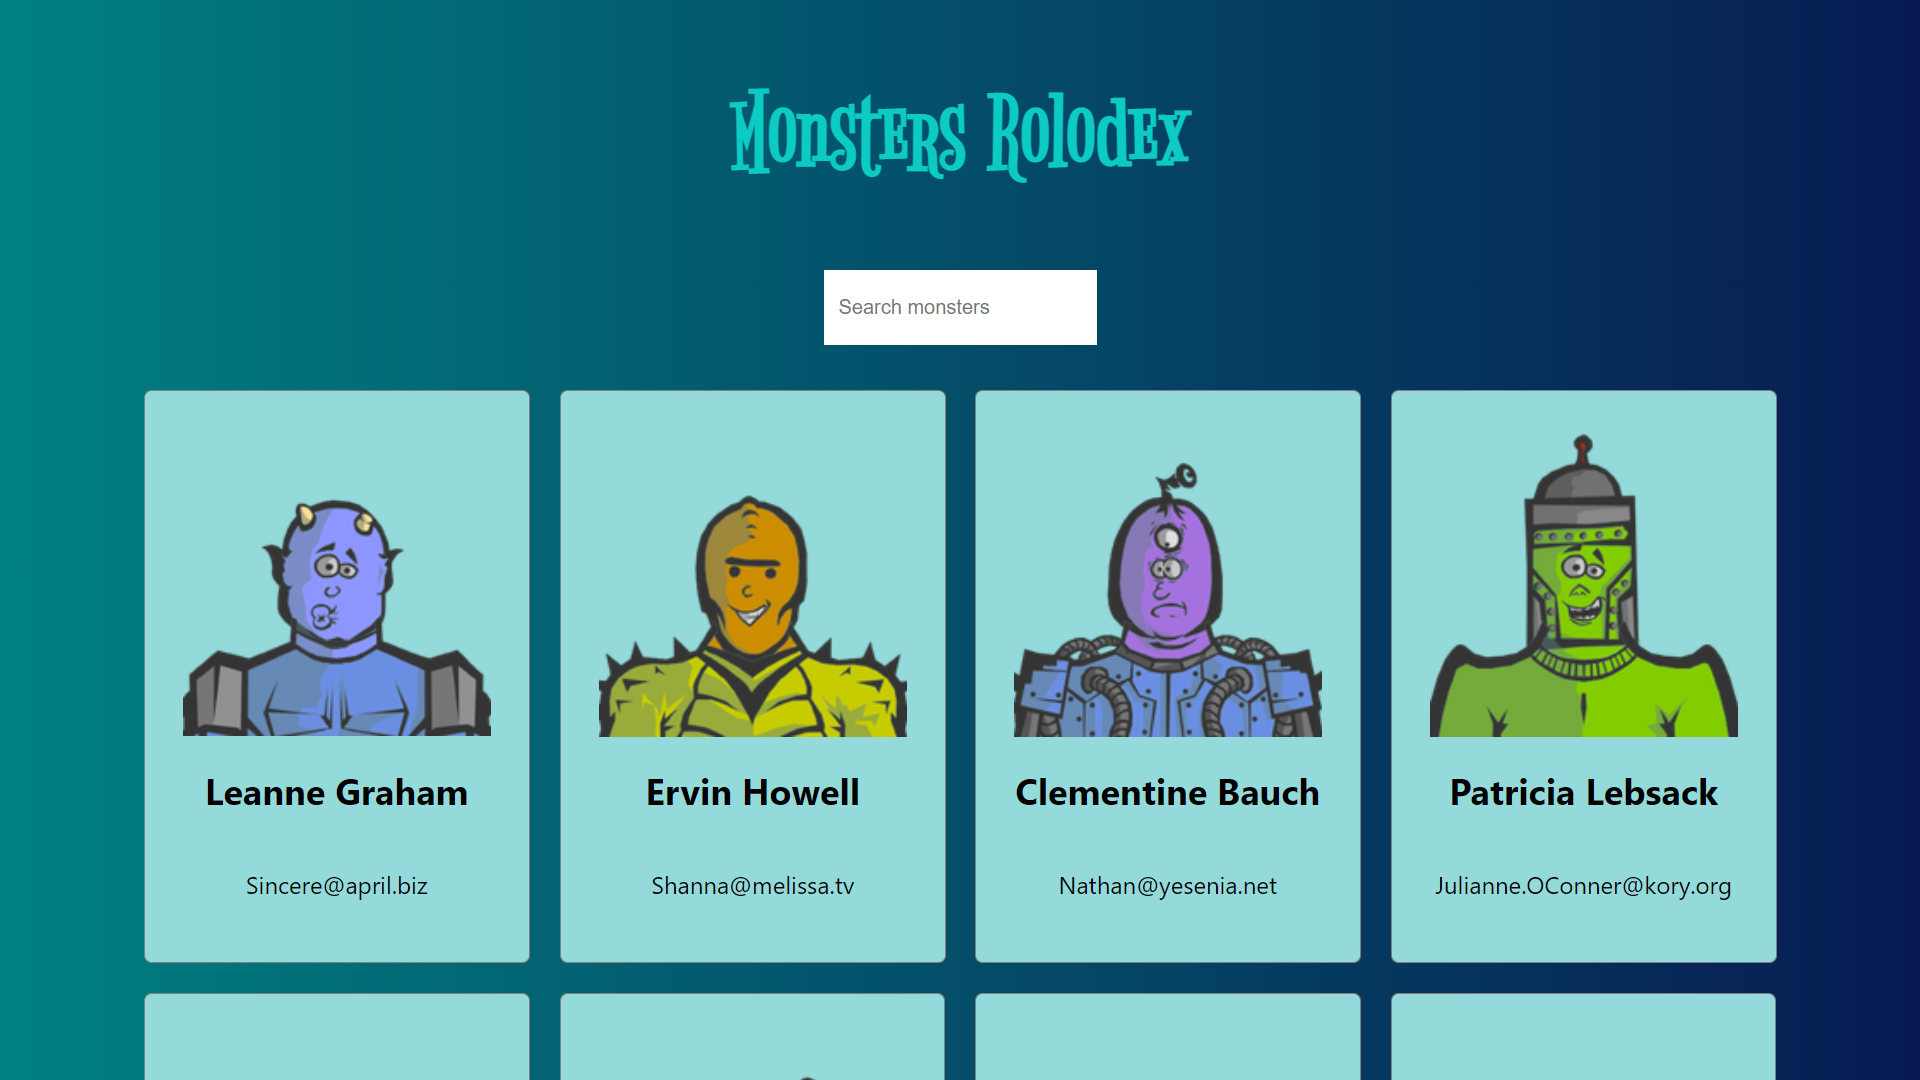 Monsters Rolodex
Search monsters
Leanne Graham
Sincere@april.biz
Ervin Howell
Shanna@melissa.tv
Clementine Bauch
Nathan@yesenia.net
Patricia Lebsack
Julianne.OConner@kory.org